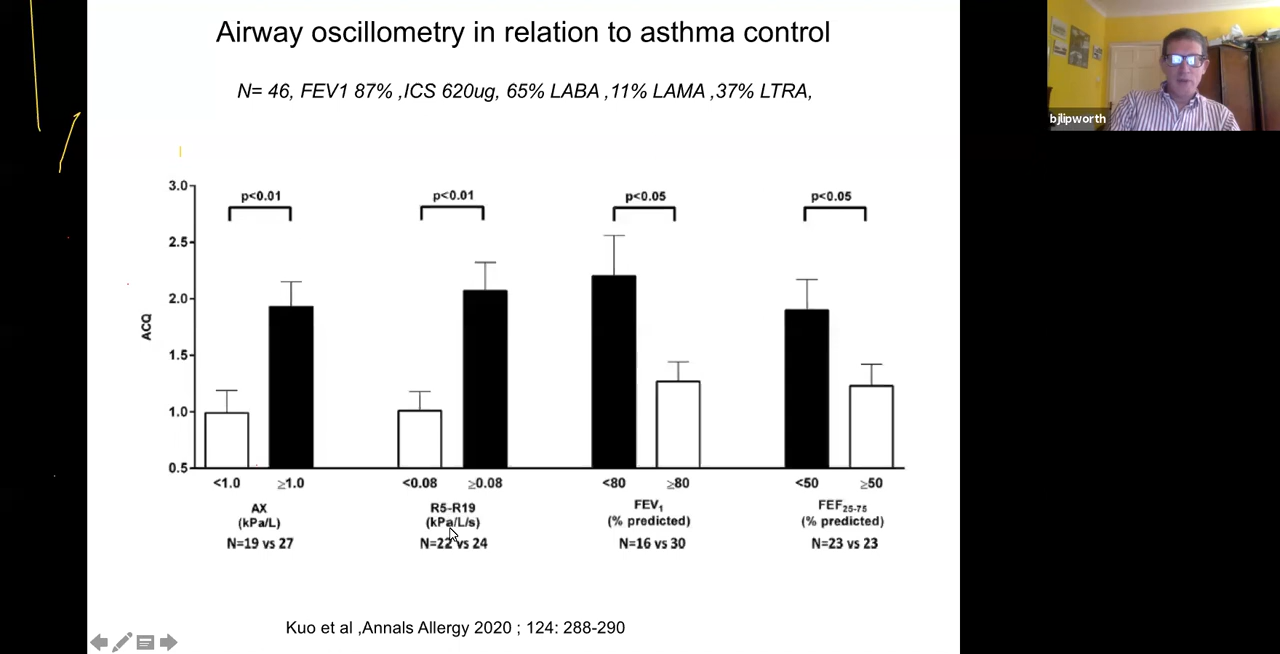 Airway oscillometry in relation to asthma control
N= 46, FEV1 87% ,ICS 620ug, 65% LABA ,11% LAMA ,37% LTRA,
bjlipworth
p<0.01 p<0.01 p<0.05 p<0.05
3.0
2.5
2.0
1.5
1.0
0.5
ACQ
<1.0 ≥1.0 <0.08 ≥0.08 <80 ≥80 <50 ≥50
AX R5-R19 FEV1 FEF25-75
(kPa/L) (kPa/L/s) (% predicted) (% predicted)
N=19 vs 27 N=22 vs 24 N=16 vs 30 N=23 vs 23
Kuo et al ,Annals Allergy 2020 ; 124: 288-290